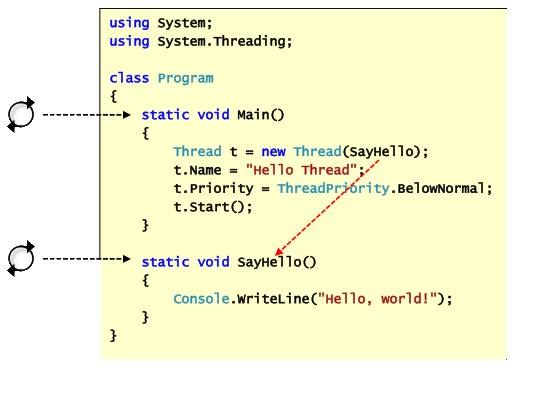 using System;
using System.Threading;
class Program
{
static void Main()
{
Thread t = new Thread(SayHello);
t.Name = "Hello Thread";
t.Priority = ThreadPriority.BelowNormal;
t.Start();
}
static void SayHello()
{
Console.WriteLine("Hello, world!");
}
}